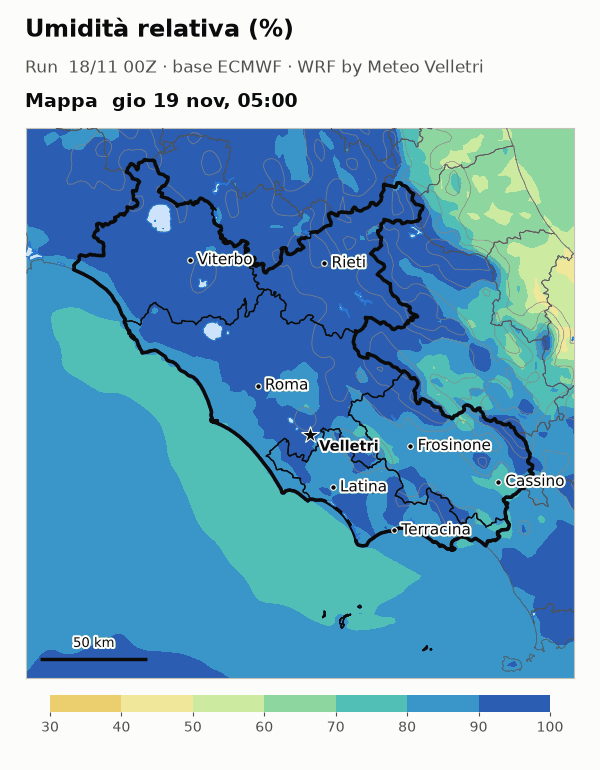 Umidità relativa (%)
Run  18/11 00Z · base ECMWF · WRF by Meteo Velletri
Mappa  gio 19 nov, 05:00
Viterbo
Rieti
Roma
Velletri
Frosinone
Latina
Cassino
Terracina
50 km
30 40 50 60 70 80 90 100